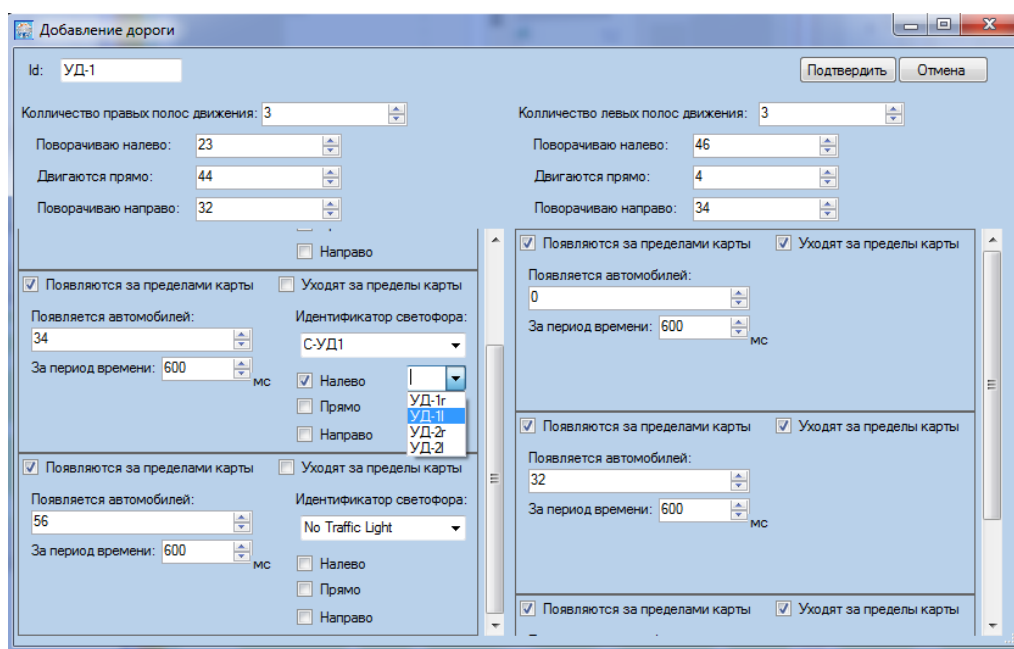 Добавление дороги
Id: УД-1
Подтвердить Отмена
Колличество правых полос движения: 3
Поворачиваю налево: 23
Двигаются прямо: 44
Поворачиваю направо: 32
Колличество левых полос движения: 3
Поворачиваю налево: 46
Двигаются прямо: 4
Поворачиваю направо: 34
Направо
Появляются за пределами карты Уходят за пределы карты
Появляется автомобилей: Идентификатор светофора:
34 С-УД1
За период времени: 600 мс
Налево
УД-1r
Прямо
УД-1l
УД-2r
Направо
УД-2l
Появляются за пределами карты Уходят за пределы карты
Появляется автомобилей: Идентификатор светофора:
56 No Traffic Light
За период времени: 600 мс
Налево
Прямо
Направо
Появляются за пределами карты Уходят за пределы карты
Появляется автомобилей:
0
За период времени: 600 мс
Появляются за пределами карты Уходят за пределы карты
Появляется автомобилей:
32
За период времени: 600 мс
Появляются за пределами карты Уходят за пределы карты